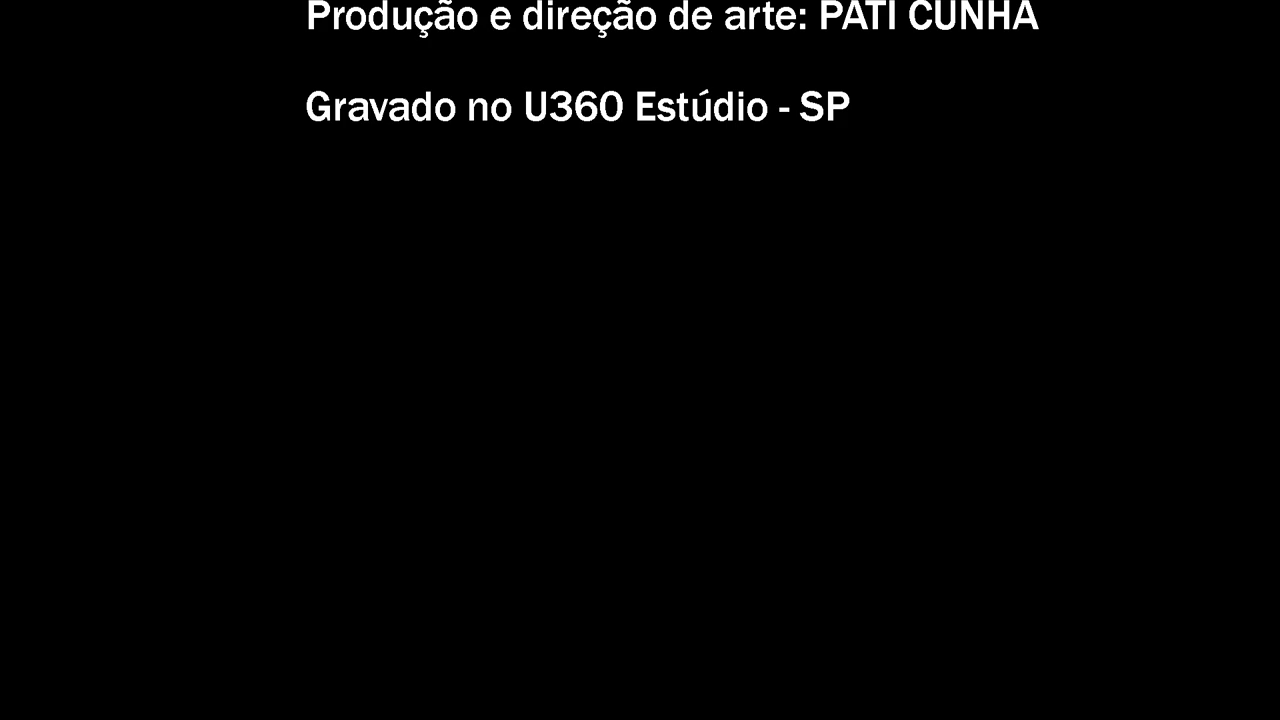 Produção e direção de arte: PATI CUNHA
Gravado no U360 Estúdio - SP